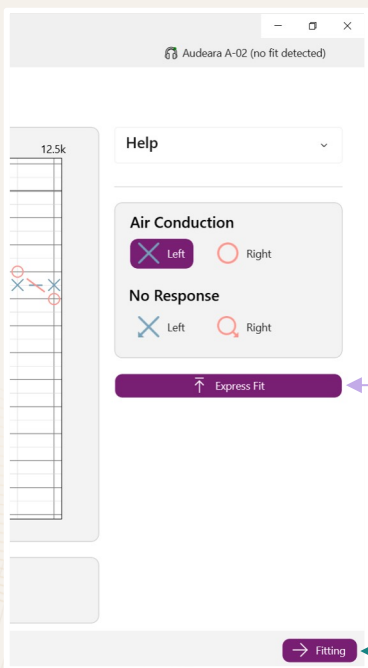 Audeara A-02 (no fit detected)
12.5k
Help
Air Conduction
Left
Right
No Response
Left
Right
Express Fit
Fitting